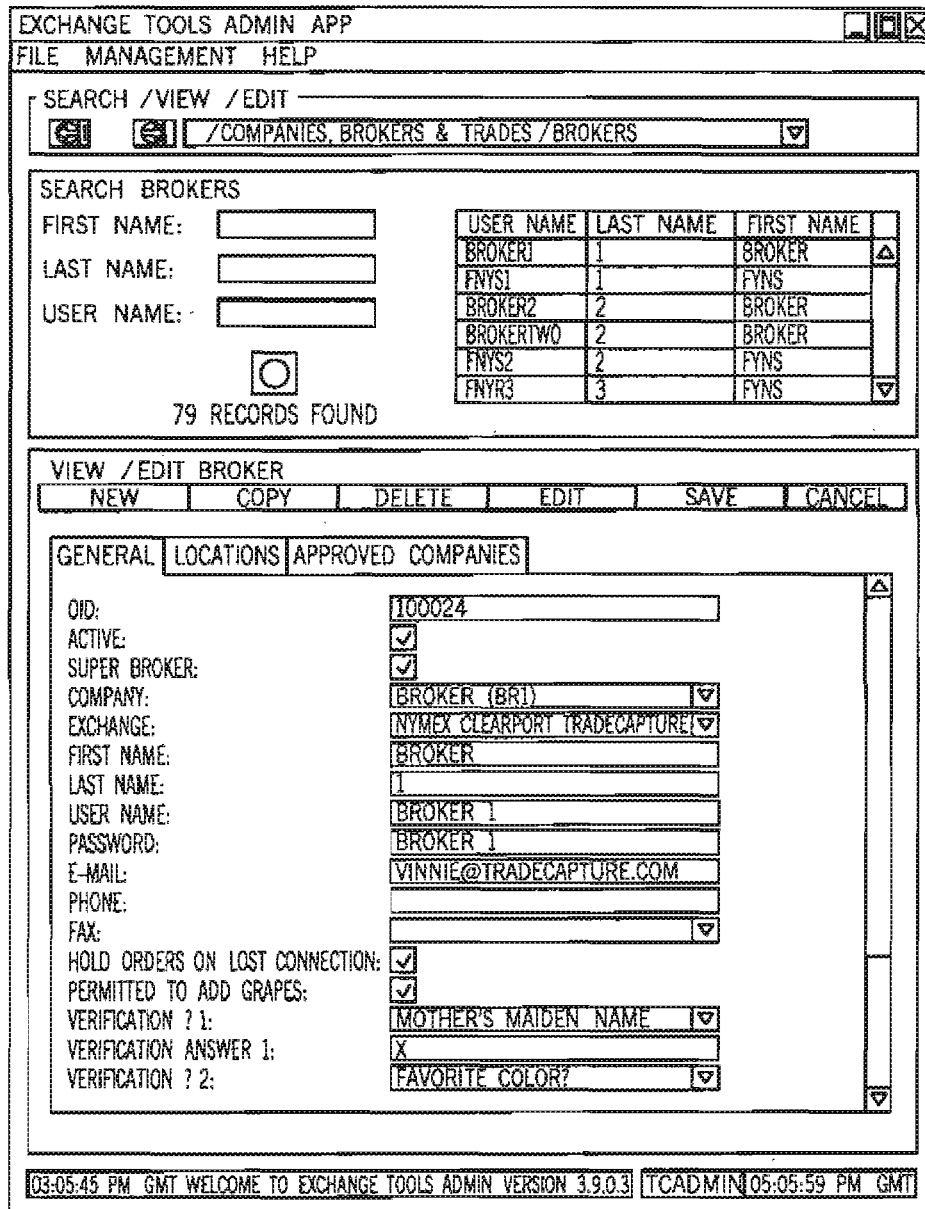 EXCHANGE TOOLS ADMIN APP
FILE MANAGEMENT HELP
SEARCH /VIEW /EDIT
/COMPANIES, BROKERS & TRADES /BROKERS
SEARCH BROKERS
FIRST NAME:
LAST NAME:
USER NAME:
79 RECORDS FOUND
USER NAME LAST NAME FIRST NAME
BROKER1 1 BROKER
FNYS1 1 FYNS
BROKER2 2 BROKER
BROKERTWO 2 BROKER
FNYS2 2 FYNS
FNYR3 3 FYNS
VIEW /EDIT BROKER
NEW COPY DELETE EDIT SAVE CANCEL
GENERAL LOCATIONS APPROVED COMPANIES
OID: 100024
ACTIVE:
SUPER BROKER:
COMPANY: BROKER (BR1)
EXCHANGE: NYMEX CLEARPORT TRADECAPTURE
FIRST NAME: BROKER
LAST NAME: 1
USER NAME: BROKER 1
PASSWORD: BROKER 1
E-MAIL: VINNIE@TRADECAPTURE.COM
PHONE:
FAX:
HOLD ORDERS ON LOST CONNECTION:
PERMITTED TO ADD GRAPES:
VERIFICATION ? 1: MOTHER'S MAIDEN NAME
VERIFICATION ANSWER 1: X
VERIFICATION ? 2: FAVORITE COLOR?
03:05:45 PM GMT WELCOME TO EXCHANGE TOOLS ADMIN VERSION 3.9.0.3 TCADMIN 05:05:59 PM GMT